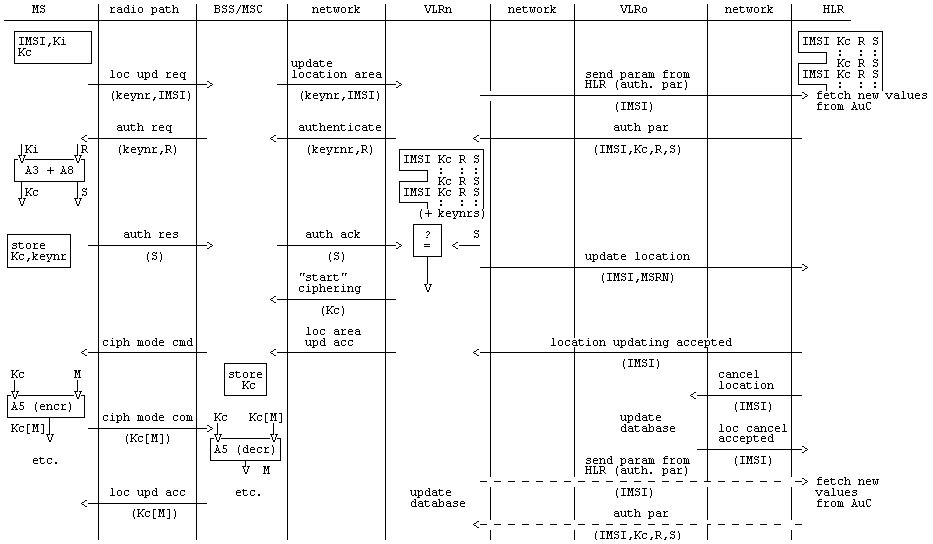 MS radio path BSS/MSC network VLRn network VLRo network HLR
IMSI,Ki
Kc
IMSI Kc R S
: : :
Kc R S
IMSI Kc R S
: : :
loc upd req
(keynr,IMSI)
update
location area
(keynr,IMSI)
send param from
HLR (auth. par)
(IMSI)
fetch new values
from AuC
auth req
(keynr,R)
authenticate
(keyrnr,R)
auth par
(IMSI,Kc,R,S)
Ki R
A3 + A8
Kc S
IMSI Kc R S
: : :
Kc R S
IMSI Kc R S
: : :
(+ keynrs)
store
Kc,keynr
auth res
(S)
auth ack
(S)
?
=
S
update location
(IMSI,MSRN)
"start"
ciphering
(Kc)
ciph mode cmd
loc area
upd acc
location updating accepted
(IMSI)
store
Kc
cancel
location
(IMSI)
Kc M
A5 (encr)
Kc[M]
etc.
ciph mode com
(Kc[M])
Kc Kc[M]
A5 (decr)
M
etc.
update
database
loc cancel
accepted
(IMSI)
send param from
HLR (auth. par)
(IMSI)
fetch new
values
from AuC
loc upd acc
(Kc[M])
update
database
auth par
(IMSI,Kc,R,S)